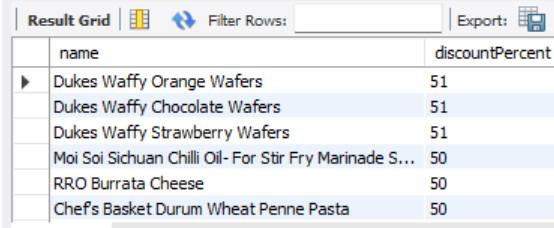 Result Grid Filter Rows: Export:
name discountPercent
Dukes Waffy Orange Wafers 51
Dukes Waffy Chocolate Wafers 51
Dukes Waffy Strawberry Wafers 51
Moi Soi Sichuan Chilli Oil- For Stir Fry Marinade S... 50
RRO Burrata Cheese 50
Chef's Basket Durum Wheat Penne Pasta 50